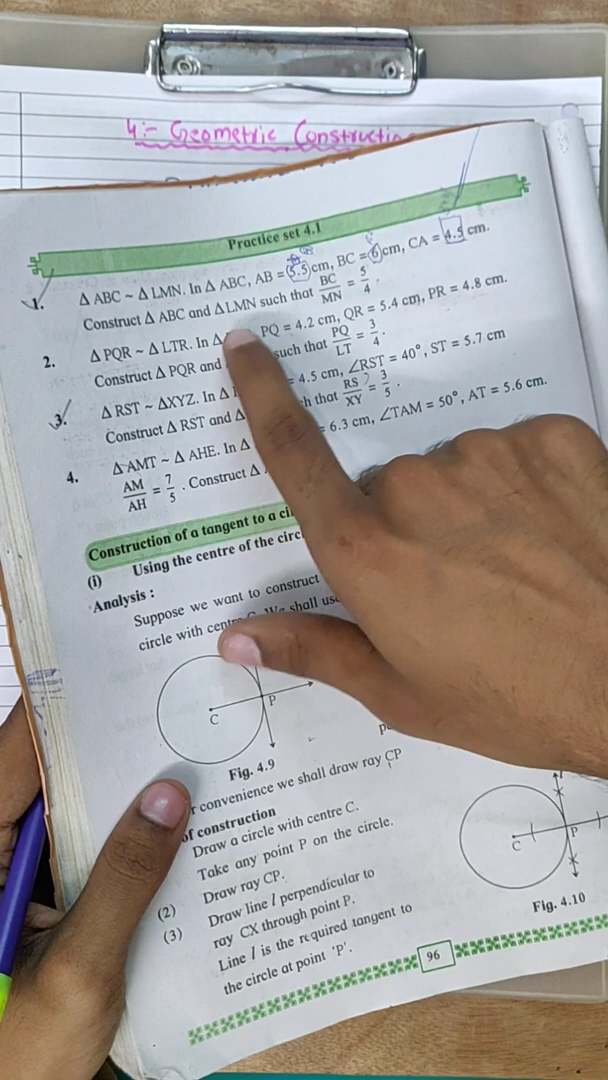 4:- Geometric Constructio
Practice set 4.1
1. Δ ABC ~ Δ LMN. In Δ ABC, AB = 5.5 cm, BC = 6 cm, CA = 4.5 cm.
Construct Δ ABC and Δ LMN such that BC/MN = 5/4 .
2. Δ PQR ~ Δ LTR. In Δ PQ = 4.2 cm, QR = 5.4 cm, PR = 4.8 cm.
Construct Δ PQR and such that PQ/LT = 3/4 .
3. Δ RST ~ ΔXYZ. In Δ = 4.5 cm, ∠RST = 40°, ST = 5.7 cm
Construct Δ RST and Δ h that RS/XY = 3/5 .
4. Δ AMT ~ Δ AHE. In Δ = 6.3 cm, ∠TAM = 50°, AT = 5.6 cm.
AM/AH = 7/5 . Construct Δ
Construction of a tangent to a ci
(i) Using the centre of the circ
Analysis :
Suppose we want to construct
circle with centre C. We shall us
C P
Fig. 4.9
r convenience we shall draw ray CP
of construction
Draw a circle with centre C.
Take any point P on the circle.
(2) Draw ray CP.
(3) Draw line l perpendicular to
ray CX through point P.
Line l is the required tangent to
the circle at point 'P'.
C P
Fig. 4.10
96